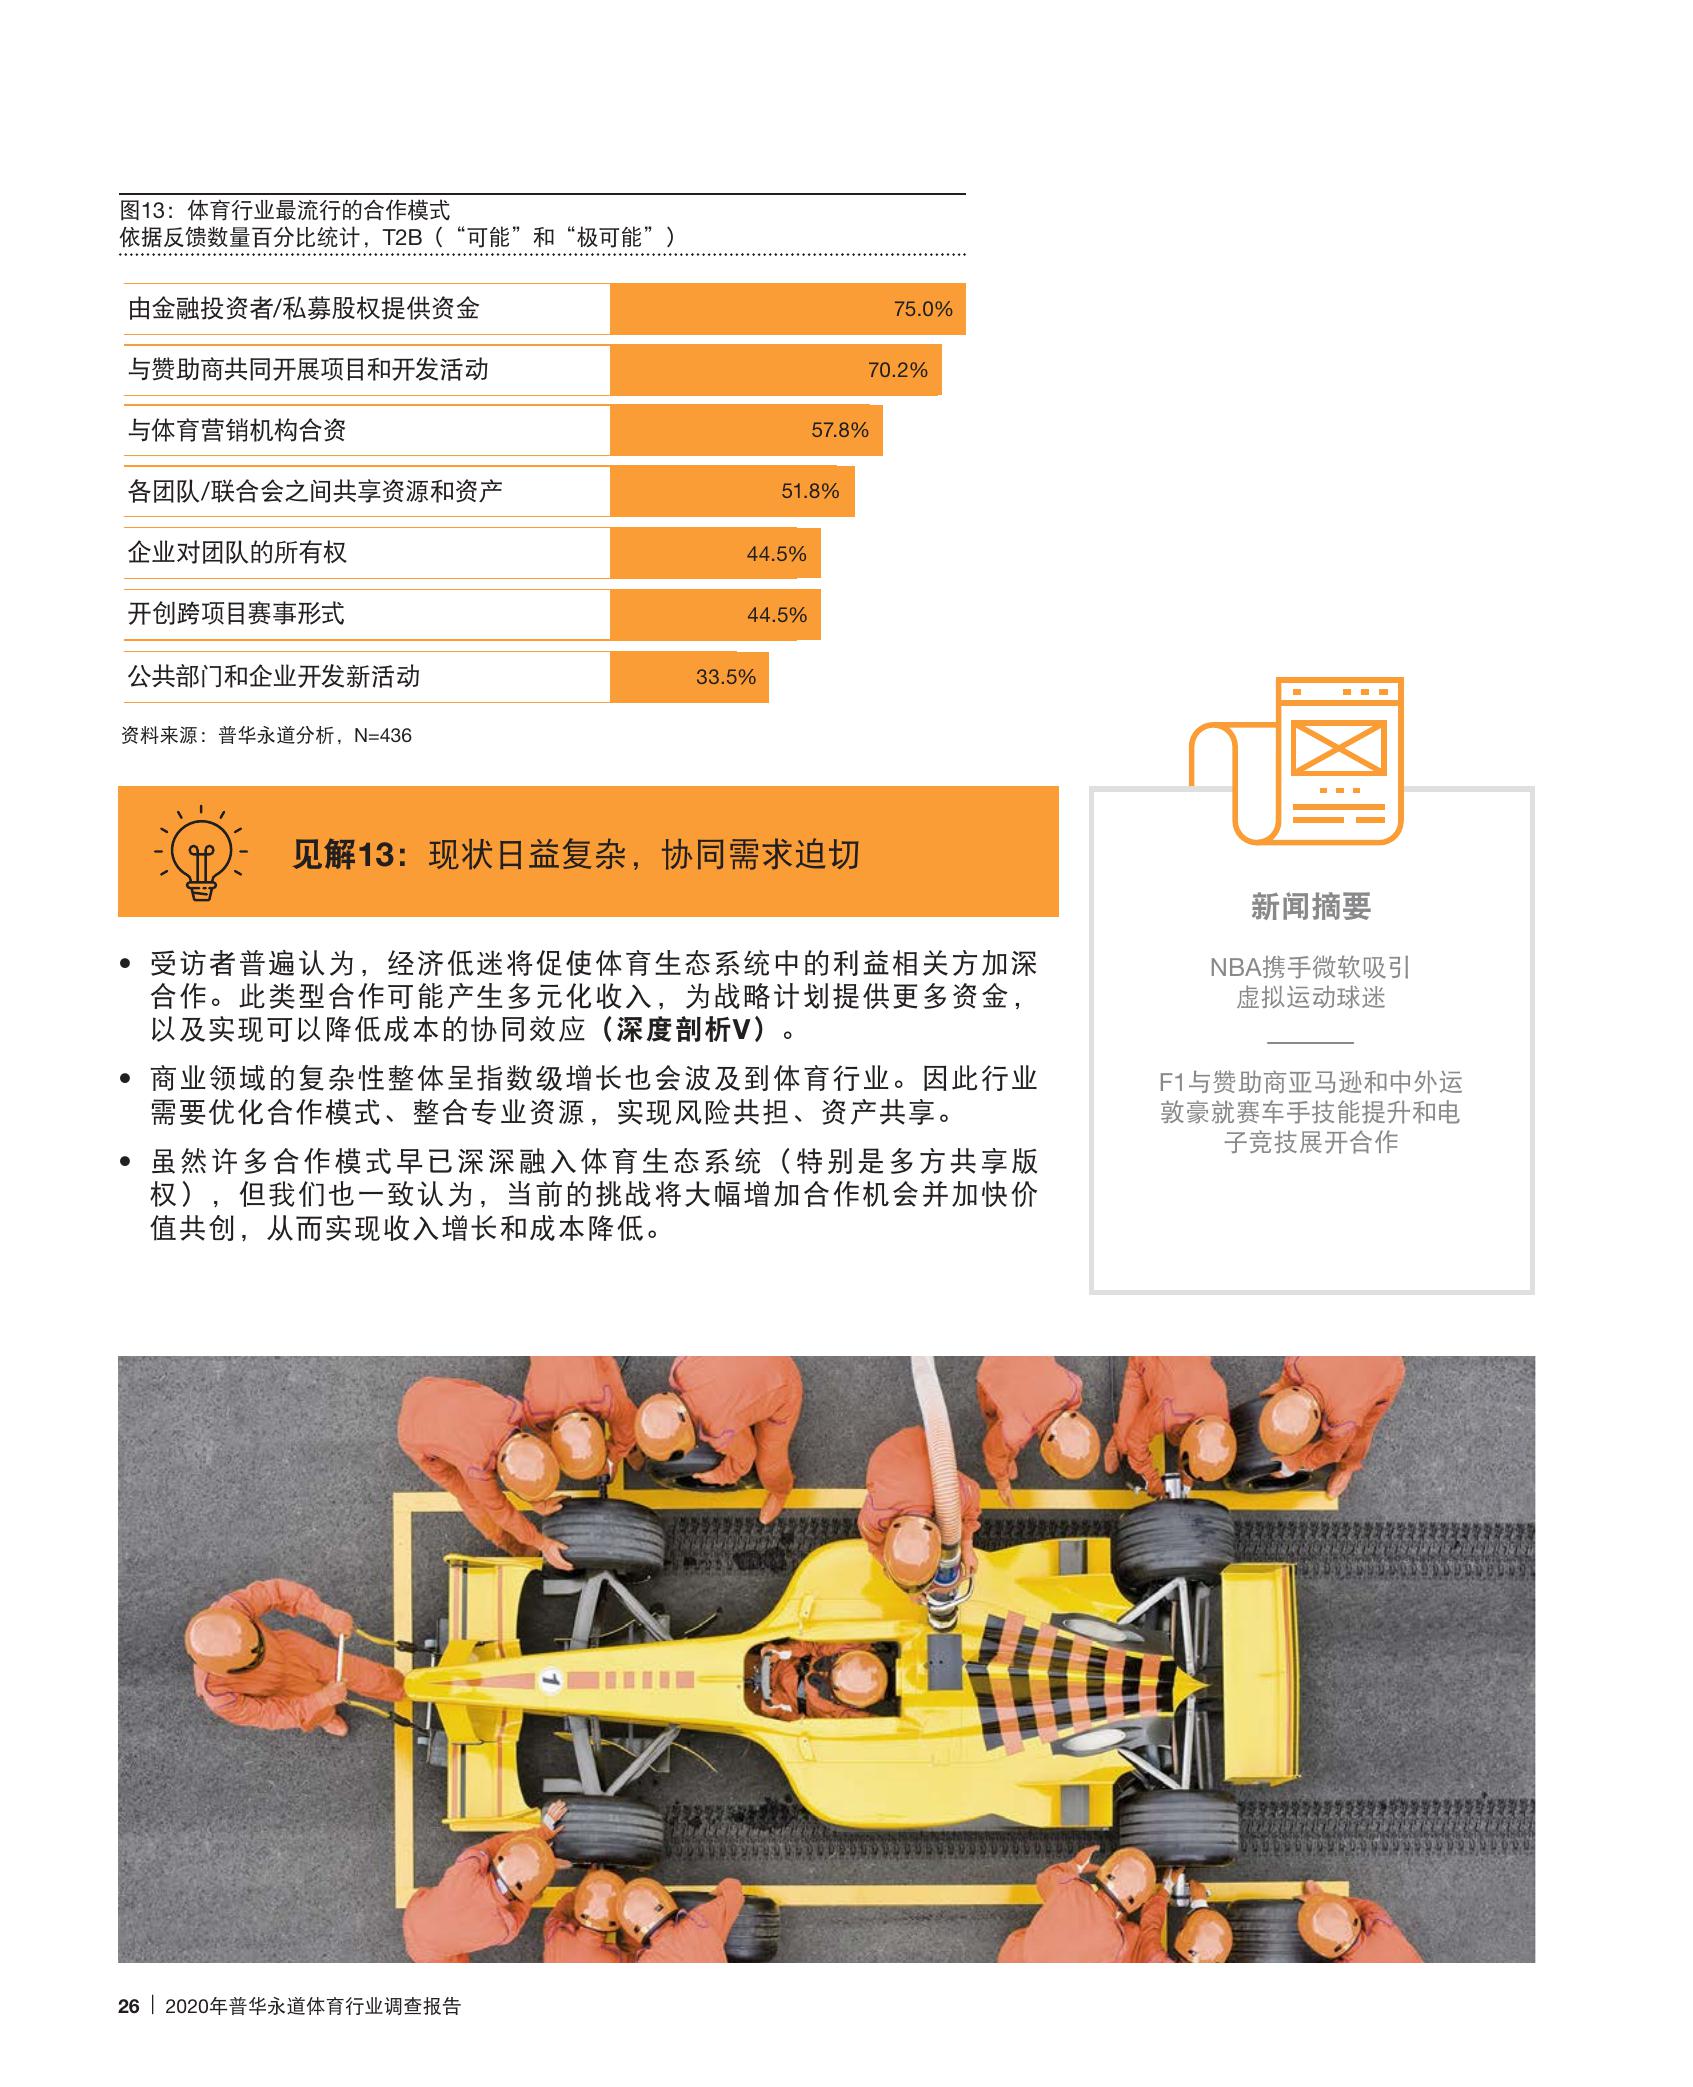 图13：体育行业最流行的合作模式
依据反馈数量百分比统计，T2B（“可能”和“极可能”）
由金融投资者/私募股权提供资金 75.0%
与赞助商共同开展项目和开发活动 70.2%
与体育营销机构合资 57.8%
各团队/联合会之间共享资源和资产 51.8%
企业对团队的所有权 44.5%
开创跨项目赛事形式 44.5%
公共部门和企业开发新活动 33.5%
资料来源：普华永道分析，N=436
见解13：现状日益复杂，协同需求迫切
• 受访者普遍认为，经济低迷将促使体育生态系统中的利益相关方加深
合作。此类型合作可能产生多元化收入，为战略计划提供更多资金，
以及实现可以降低成本的协同效应（深度剖析V）。
• 商业领域的复杂性整体呈指数级增长也会波及到体育行业。因此行业
需要优化合作模式、整合专业资源，实现风险共担、资产共享。
• 虽然许多合作模式早已深深融入体育生态系统（特别是多方共享版
权），但我们也一致认为，当前的挑战将大幅增加合作机会并加快价
值共创，从而实现收入增长和成本降低。
新闻摘要
NBA携手微软吸引
虚拟运动球迷
F1与赞助商亚马逊和中外运
敦豪就赛车手技能提升和电
子竞技展开合作
1
26 | 2020年普华永道体育行业调查报告